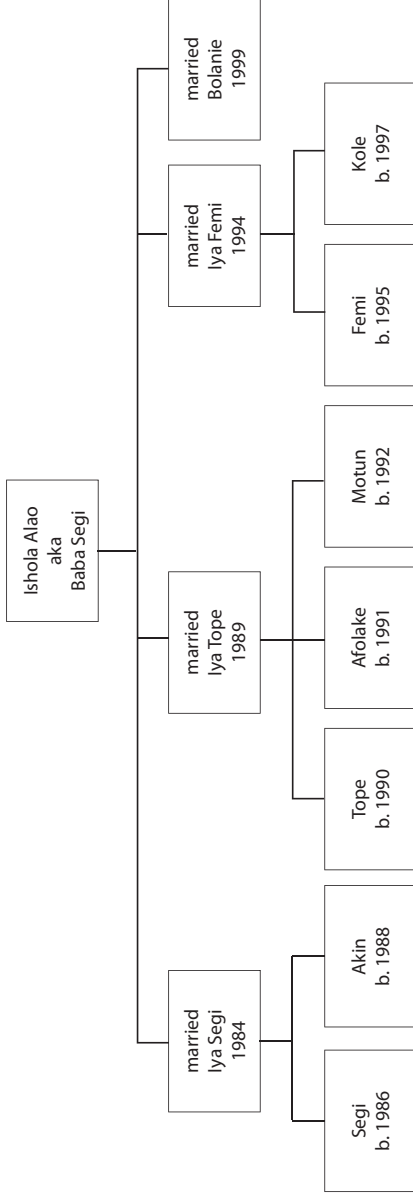 Ishola Alao
aka
Baba Segi
married
Iya Segi
1984
married
Iya Tope
1989
married
Iya Femi
1994
married
Bolanie
1999
Segi
b. 1986
Akin
b. 1988
Tope
b. 1990
Afolake
b. 1991
Motun
b. 1992
Femi
b. 1995
Kole
b. 1997